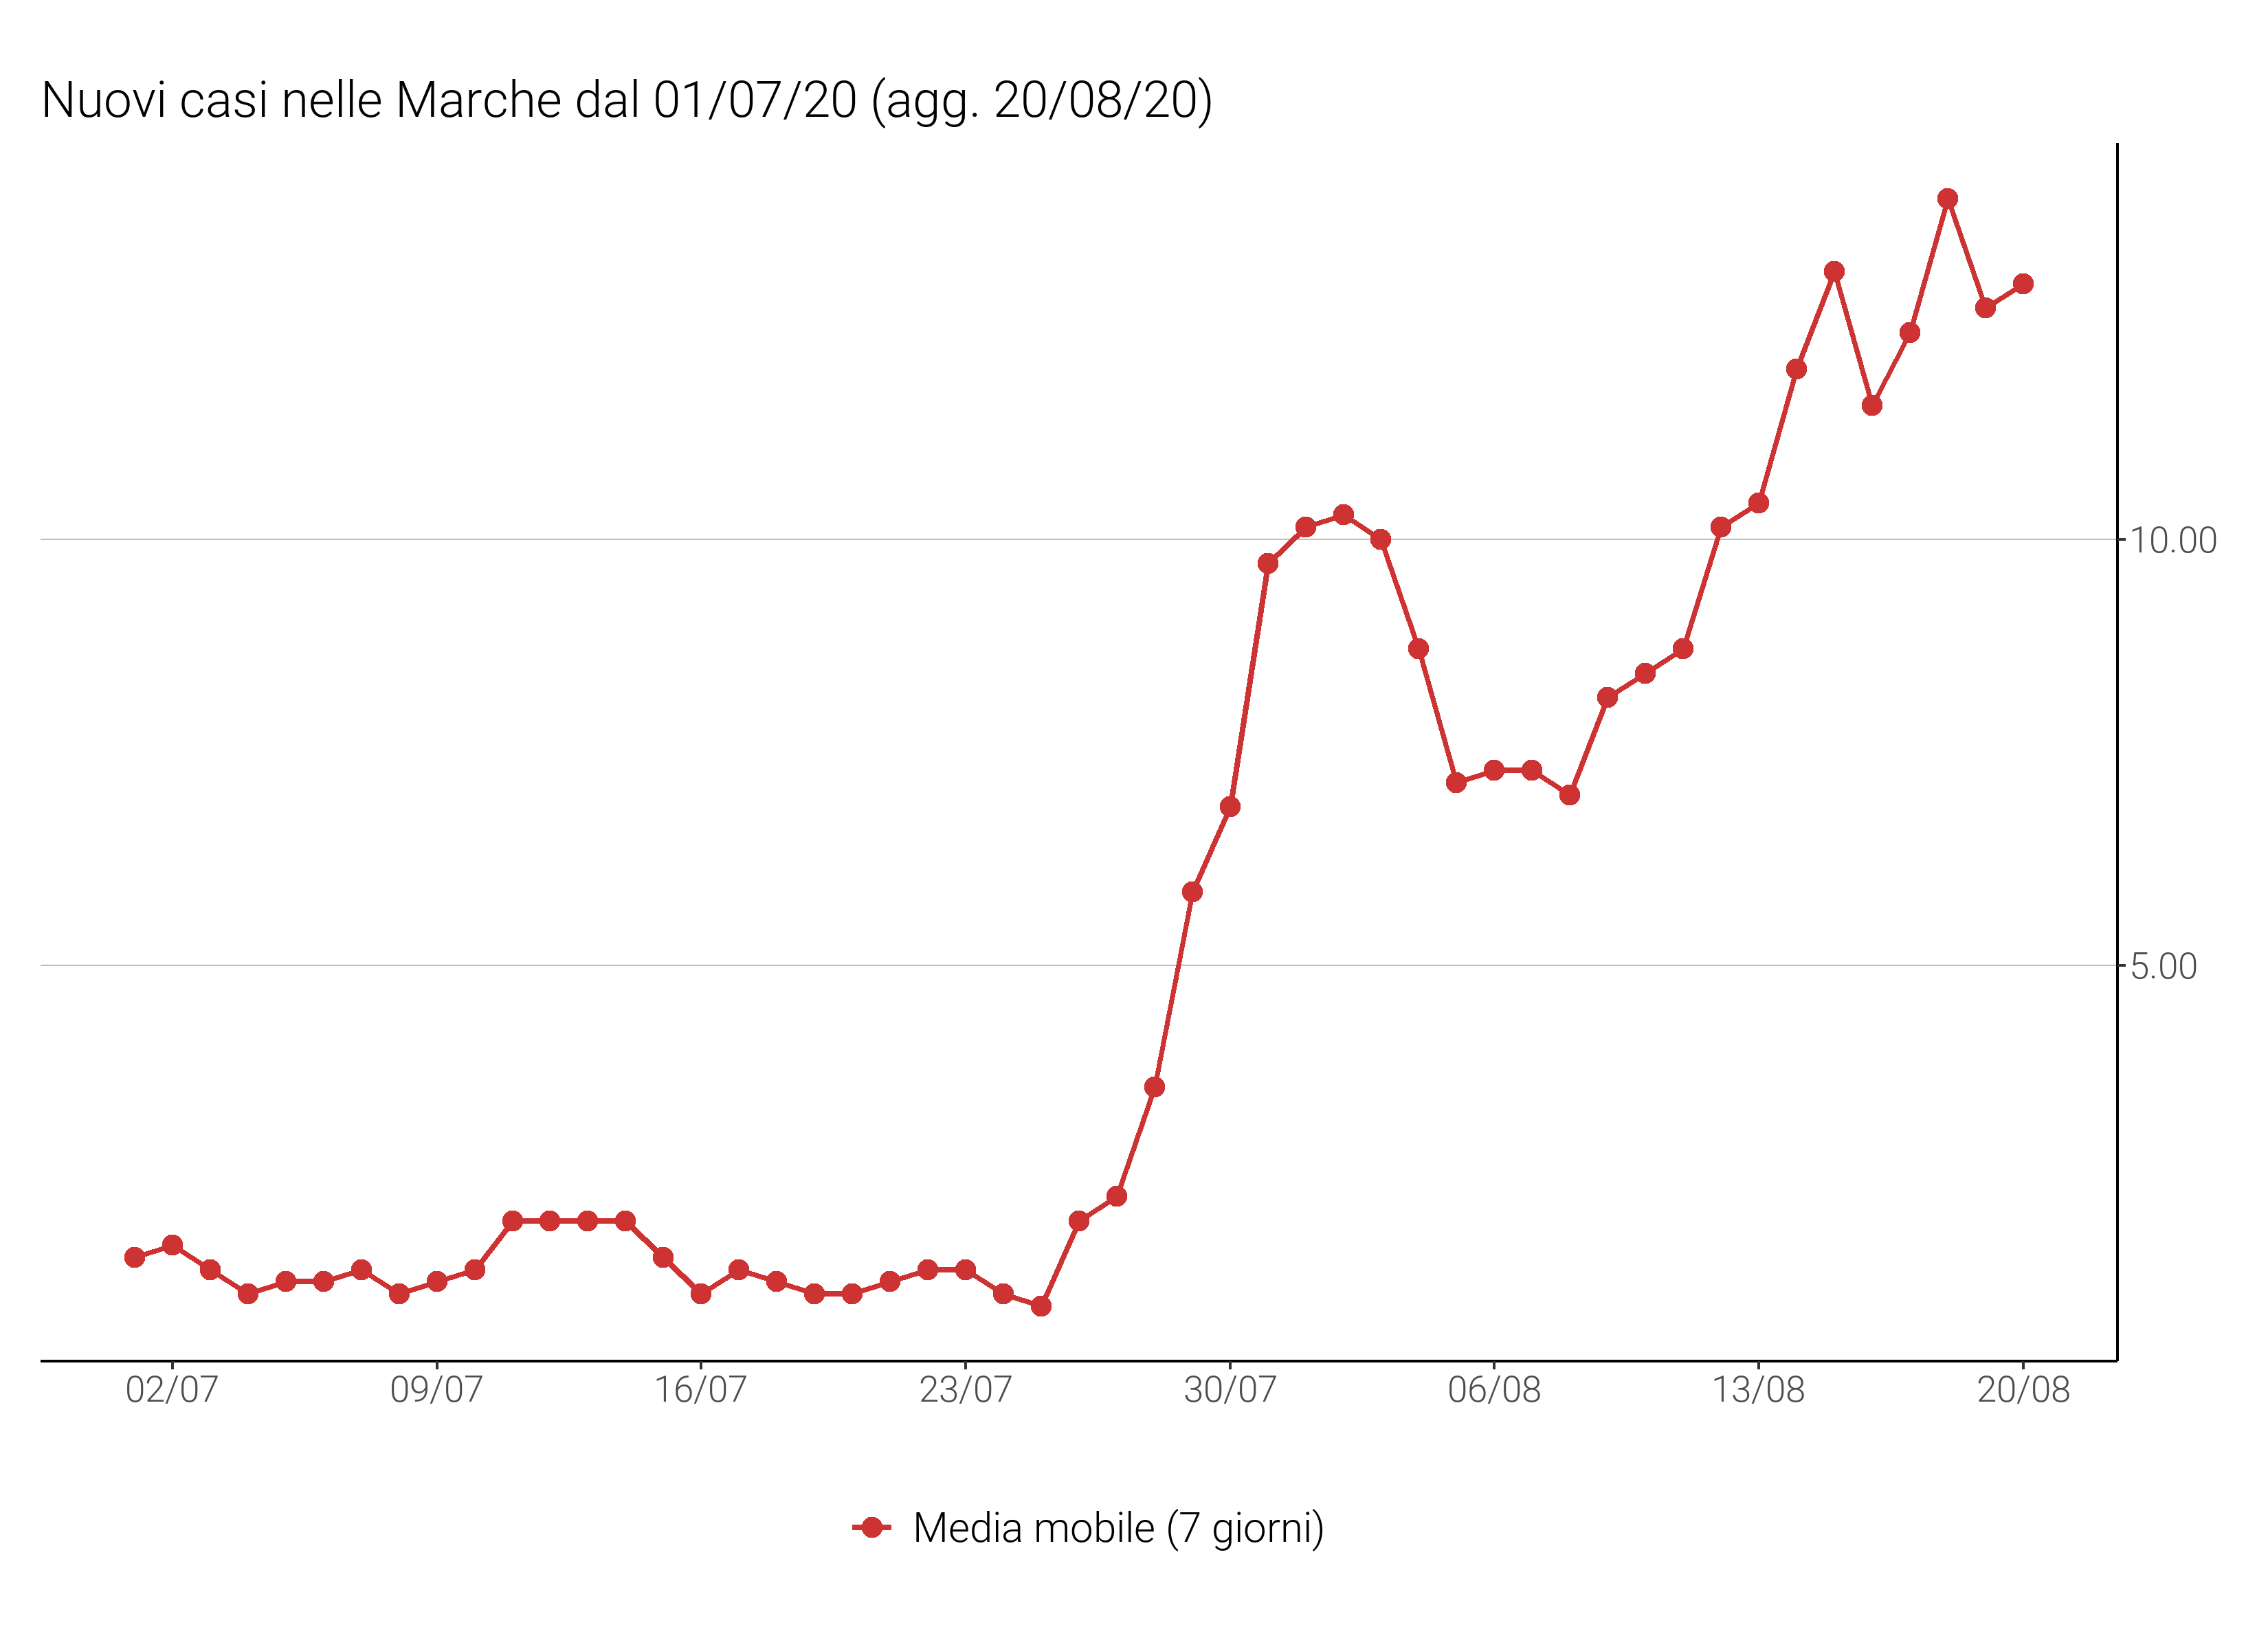 Nuovi casi nelle Marche dal 01/07/20 (agg. 20/08/20)
10.00
5.00
02/07 09/07 16/07 23/07 30/07 06/08 13/08 20/08
Media mobile (7 giorni)